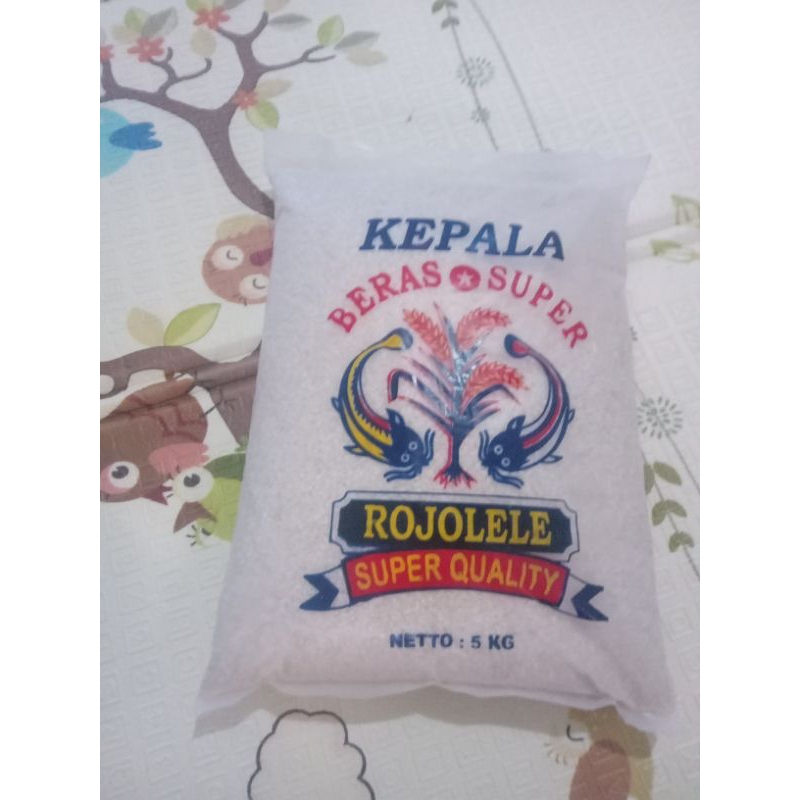 KEPALA
BERAS SUPER
ROJOLELE
SUPER QUALITY
NETTO : 5 KG